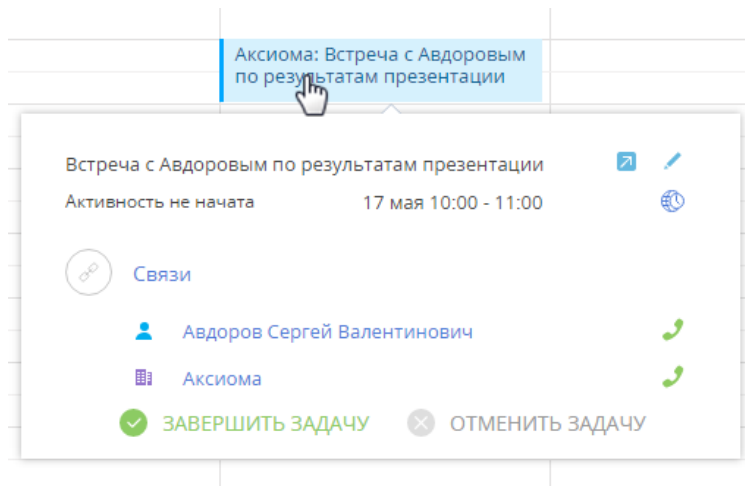 Аксиома: Встреча с Авдоровым
по результатам презентации
Встреча с Авдоровым по результатам презентации
Активность не начата 17 мая 10:00 - 11:00
Связи
Авдоров Сергей Валентинович
Аксиома
ЗАВЕРШИТЬ ЗАДАЧУ ОТМЕНИТЬ ЗАДАЧУ